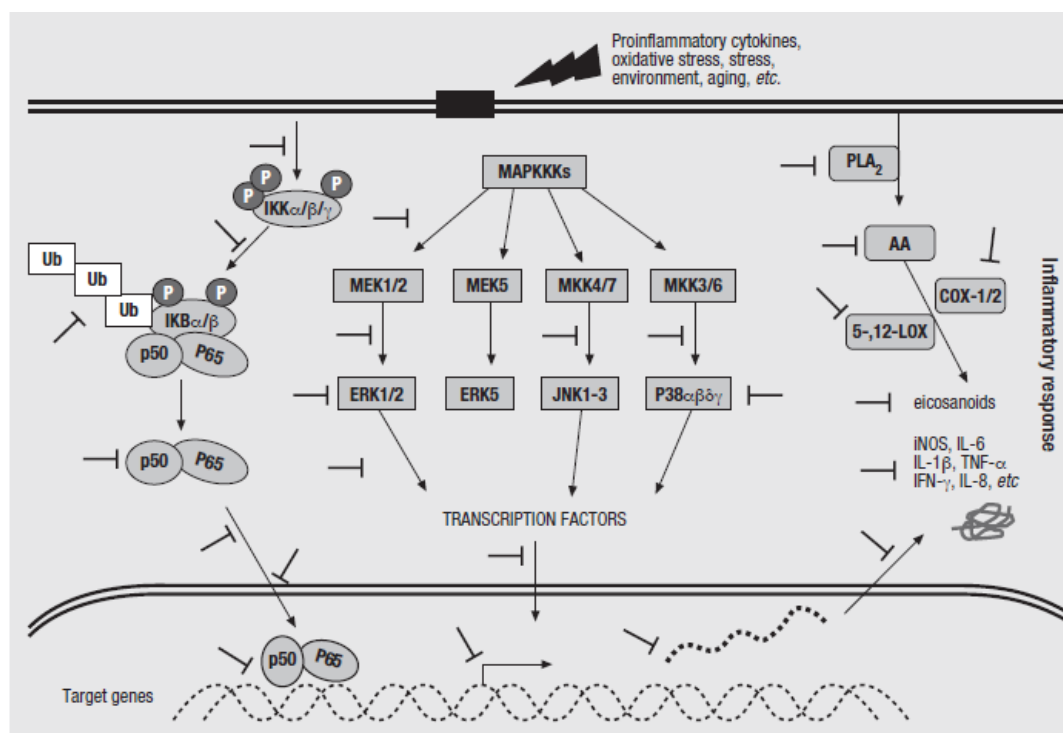 Proinflammatory cytokines,
oxidative stress, stress,
environment, aging, etc.
P
P
P
IKKα/β/γ
MAPKKKs
PLA2
Ub
Ub
Ub
P
P
IKBα/β
p50
P65
MEK1/2
MEK5
MKK4/7
MKK3/6
AA
COX-1/2
5-,12-LOX
Inflammatory response
ERK1/2
ERK5
JNK1-3
P38αβδγ
eicosanoids
p50
P65
iNOS, IL-6
IL-1β, TNF-α
IFN-γ, IL-8, etc
TRANSCRIPTION FACTORS
p50
P65
Target genes